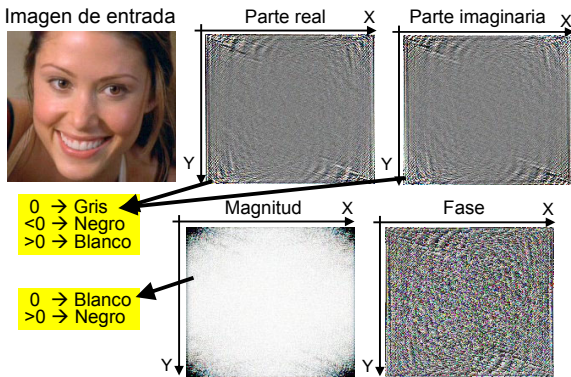 Imagen de entrada
Parte real
X
Parte imaginaria
X
Y
Y
0 → Gris
<0 → Negro
>0 → Blanco
Magnitud
X
Fase
X
0 → Blanco
>0 → Negro
Y
Y